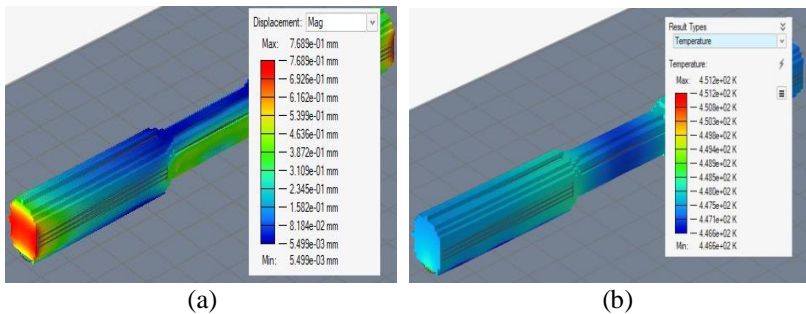 Displacement: Mag
Max: 7.689e-01 mm
7.689e-01 mm
6.926e-01 mm
6.162e-01 mm
5.399e-01 mm
4.636e-01 mm
3.872e-01 mm
3.109e-01 mm
2.345e-01 mm
1.582e-01 mm
8.184e-02 mm
5.499e-03 mm
Min: 5.499e-03 mm
(a)
Result Types
Temperature
Temperature:
Max: 4.512e+02 K
4.512e+02 K
4.508e+02 K
4.503e+02 K
4.498e+02 K
4.494e+02 K
4.489e+02 K
4.485e+02 K
4.480e+02 K
4.475e+02 K
4.471e+02 K
4.466e+02 K
Min: 4.466e+02 K
(b)